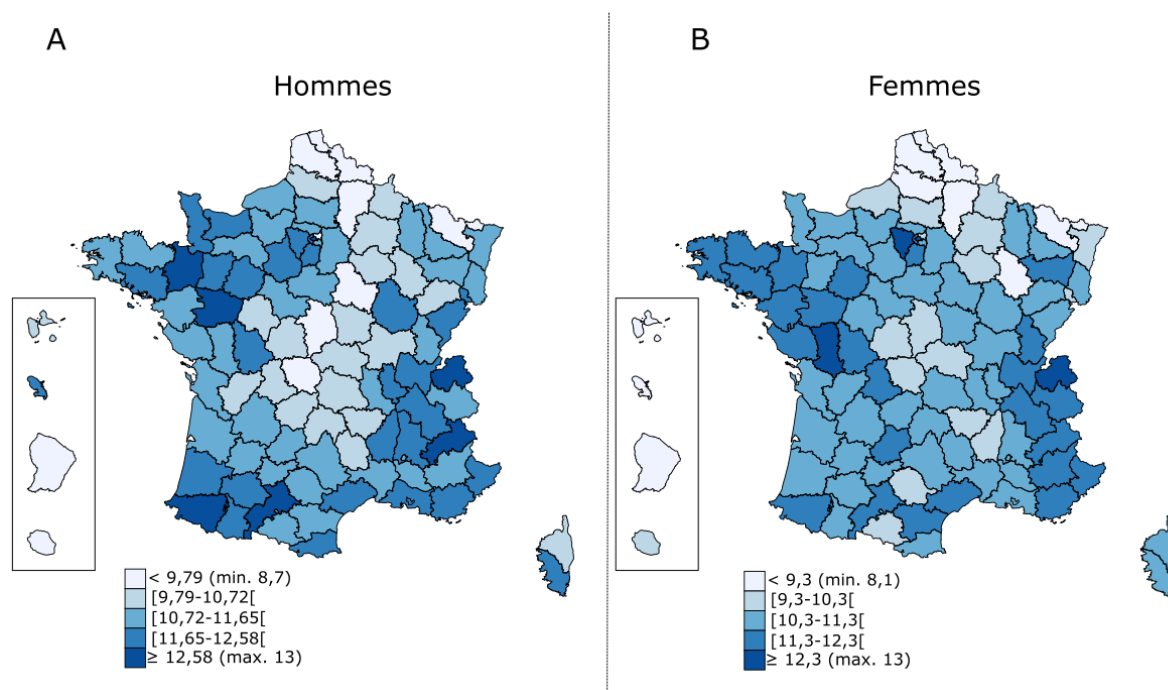 A
Hommes
< 9,79 (min. 8,7)
[9,79-10,72[
[10,72-11,65[
[11,65-12,58[
≥ 12,58 (max. 13)
B
Femmes
< 9,3 (min. 8,1)
[9,3-10,3[
[10,3-11,3[
[11,3-12,3[
≥ 12,3 (max. 13)